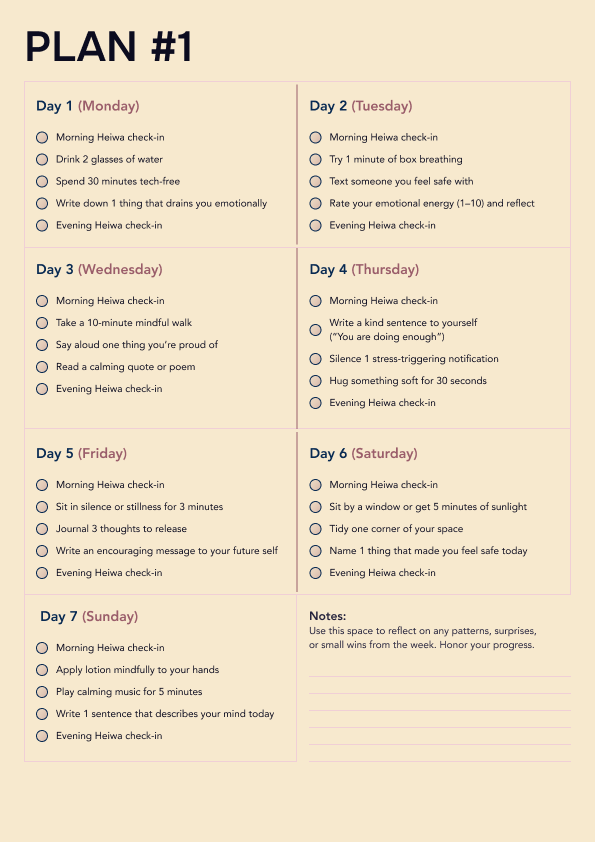 PLAN #1
Day 1 (Monday)
Morning Heiwa check-in
Drink 2 glasses of water
Spend 30 minutes tech-free
Write down 1 thing that drains you emotionally
Evening Heiwa check-in
Day 2 (Tuesday)
Morning Heiwa check-in
Try 1 minute of box breathing
Text someone you feel safe with
Rate your emotional energy (1–10) and reflect
Evening Heiwa check-in
Day 3 (Wednesday)
Morning Heiwa check-in
Take a 10-minute mindful walk
Say aloud one thing you’re proud of
Read a calming quote or poem
Evening Heiwa check-in
Day 4 (Thursday)
Morning Heiwa check-in
Write a kind sentence to yourself
(“You are doing enough”)
Silence 1 stress-triggering notification
Hug something soft for 30 seconds
Evening Heiwa check-in
Day 5 (Friday)
Morning Heiwa check-in
Sit in silence or stillness for 3 minutes
Journal 3 thoughts to release
Write an encouraging message to your future self
Evening Heiwa check-in
Day 6 (Saturday)
Morning Heiwa check-in
Sit by a window or get 5 minutes of sunlight
Tidy one corner of your space
Name 1 thing that made you feel safe today
Evening Heiwa check-in
Day 7 (Sunday)
Morning Heiwa check-in
Apply lotion mindfully to your hands
Play calming music for 5 minutes
Write 1 sentence that describes your mind today
Evening Heiwa check-in
Notes:
Use this space to reflect on any patterns, surprises,
or small wins from the week. Honor your progress.